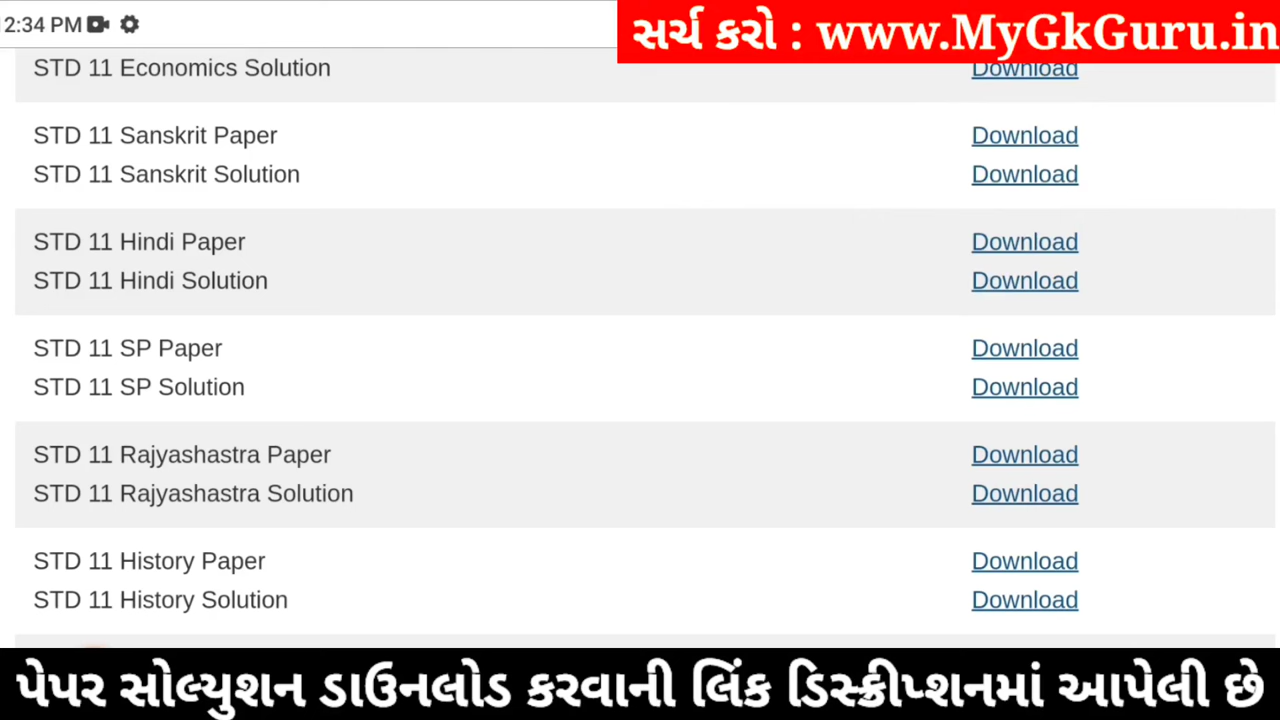 12:34 PM
સર્ચ કરો : www.MyGkGuru.in
STD 11 Economics Solution Download
STD 11 Sanskrit Paper Download
STD 11 Sanskrit Solution Download
STD 11 Hindi Paper Download
STD 11 Hindi Solution Download
STD 11 SP Paper Download
STD 11 SP Solution Download
STD 11 Rajyashastra Paper Download
STD 11 Rajyashastra Solution Download
STD 11 History Paper Download
STD 11 History Solution Download
પેપર સોલ્યુશન ડાઉનલોડ કરવાની લિંક ડિસ્ક્રીપ્શનમાં આપેલી છે